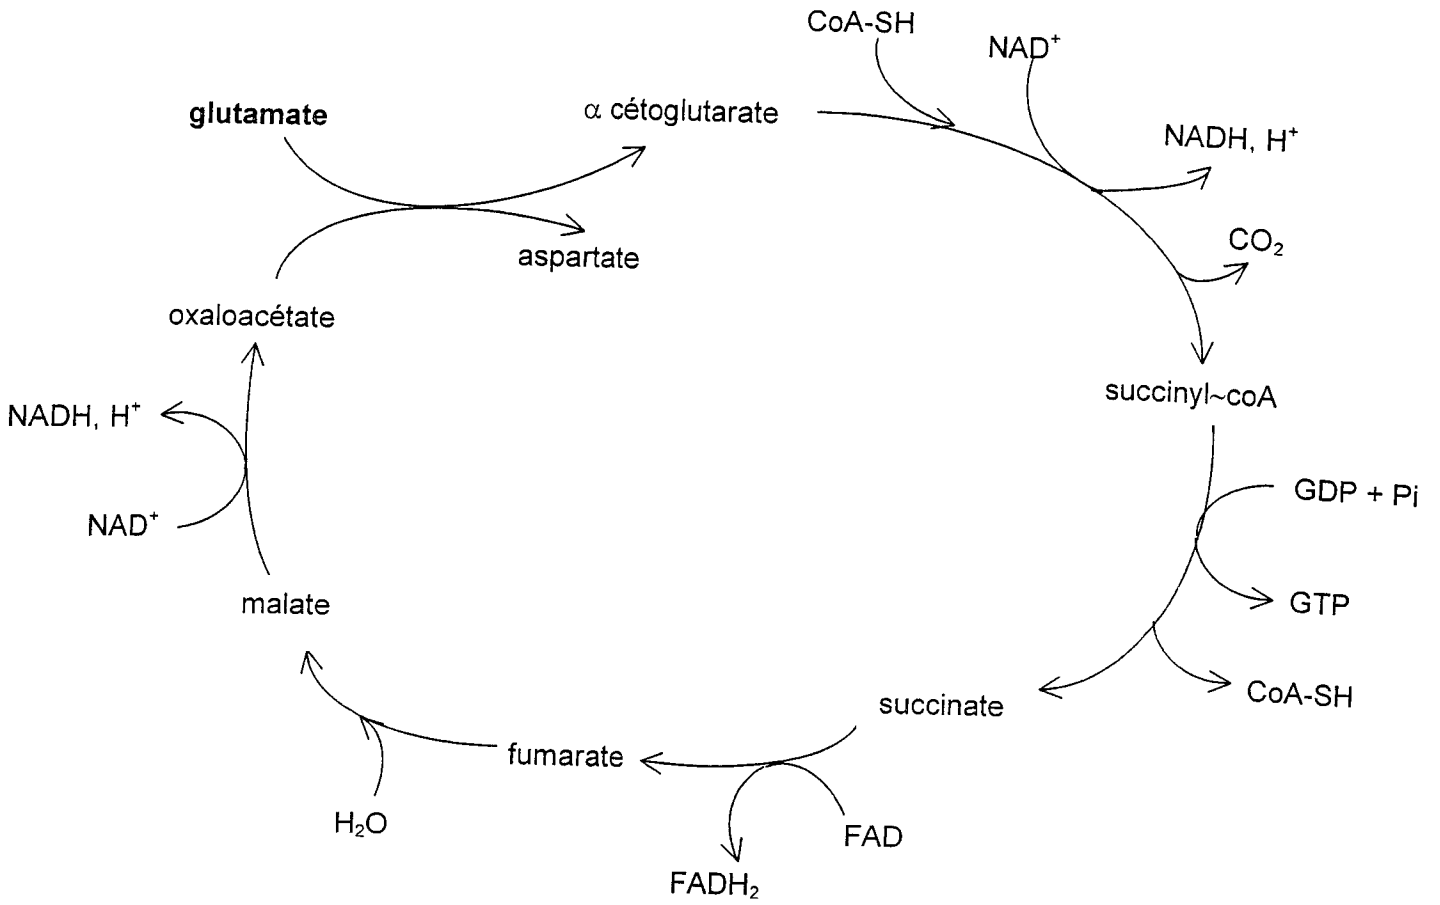 CoA-SH
NAD⁺
glutamate
α cétoglutarate
NADH, H⁺
CO₂
aspartate
oxaloacétate
succinyl~coA
NADH, H⁺
GDP + Pi
NAD⁺
GTP
malate
CoA-SH
succinate
fumarate
H₂O
FAD
FADH₂